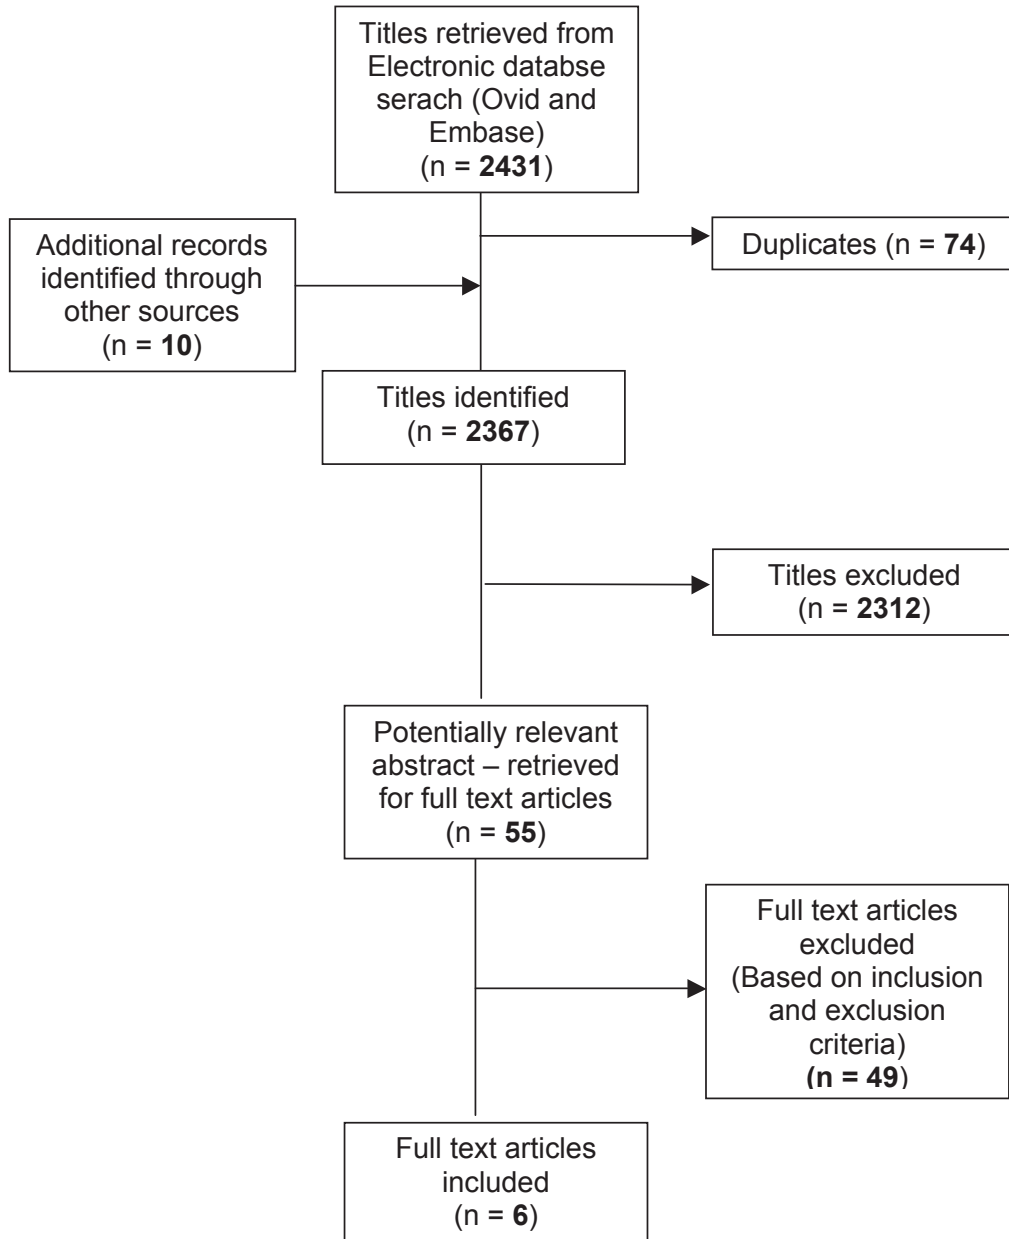 Titles retrieved from
Electronic databse
serach (Ovid and
Embase)
(n = 2431)
Additional records
identified through
other sources
(n = 10)
Duplicates (n = 74)
Titles identified
(n = 2367)
Titles excluded
(n = 2312)
Potentially relevant
abstract – retrieved
for full text articles
(n = 55)
Full text articles
excluded
(Based on inclusion
and exclusion
criteria)
(n = 49)
Full text articles
included
(n = 6)